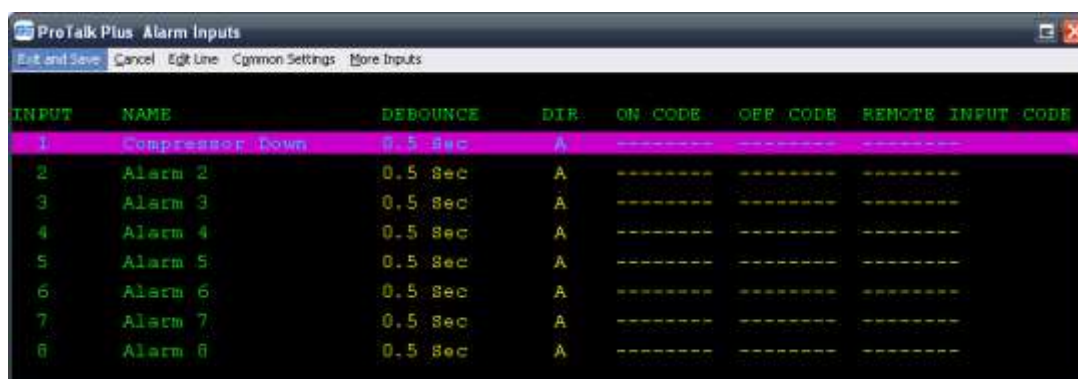 ProTalk Plus Alarm Inputs
Exit and Save Cancel Edit Line Common Settings More Inputs
INPUT NAME DEBOUNCE DIR ON CODE OFF CODE REMOTE INPUT CODE
1 Compressor Down 0.5 Sec A -------- -------- --------
2 Alarm 2 0.5 Sec A -------- -------- --------
3 Alarm 3 0.5 Sec A -------- -------- --------
4 Alarm 4 0.5 Sec A -------- -------- --------
5 Alarm 5 0.5 Sec A -------- -------- --------
6 Alarm 6 0.5 Sec A -------- -------- --------
7 Alarm 7 0.5 Sec A -------- -------- --------
8 Alarm 8 0.5 Sec A -------- -------- --------